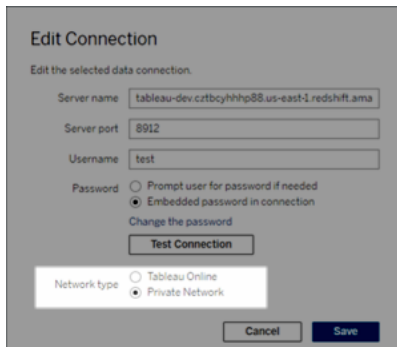 Edit Connection
Edit the selected data connection.
Server name tableau-dev.cztbcyhhhp88.us-east-1.redshift.ama
Server port 8912
Username test
Password Prompt user for password if needed
Embedded password in connection
Change the password
Test Connection
Network type Tableau Online
Private Network
Cancel Save